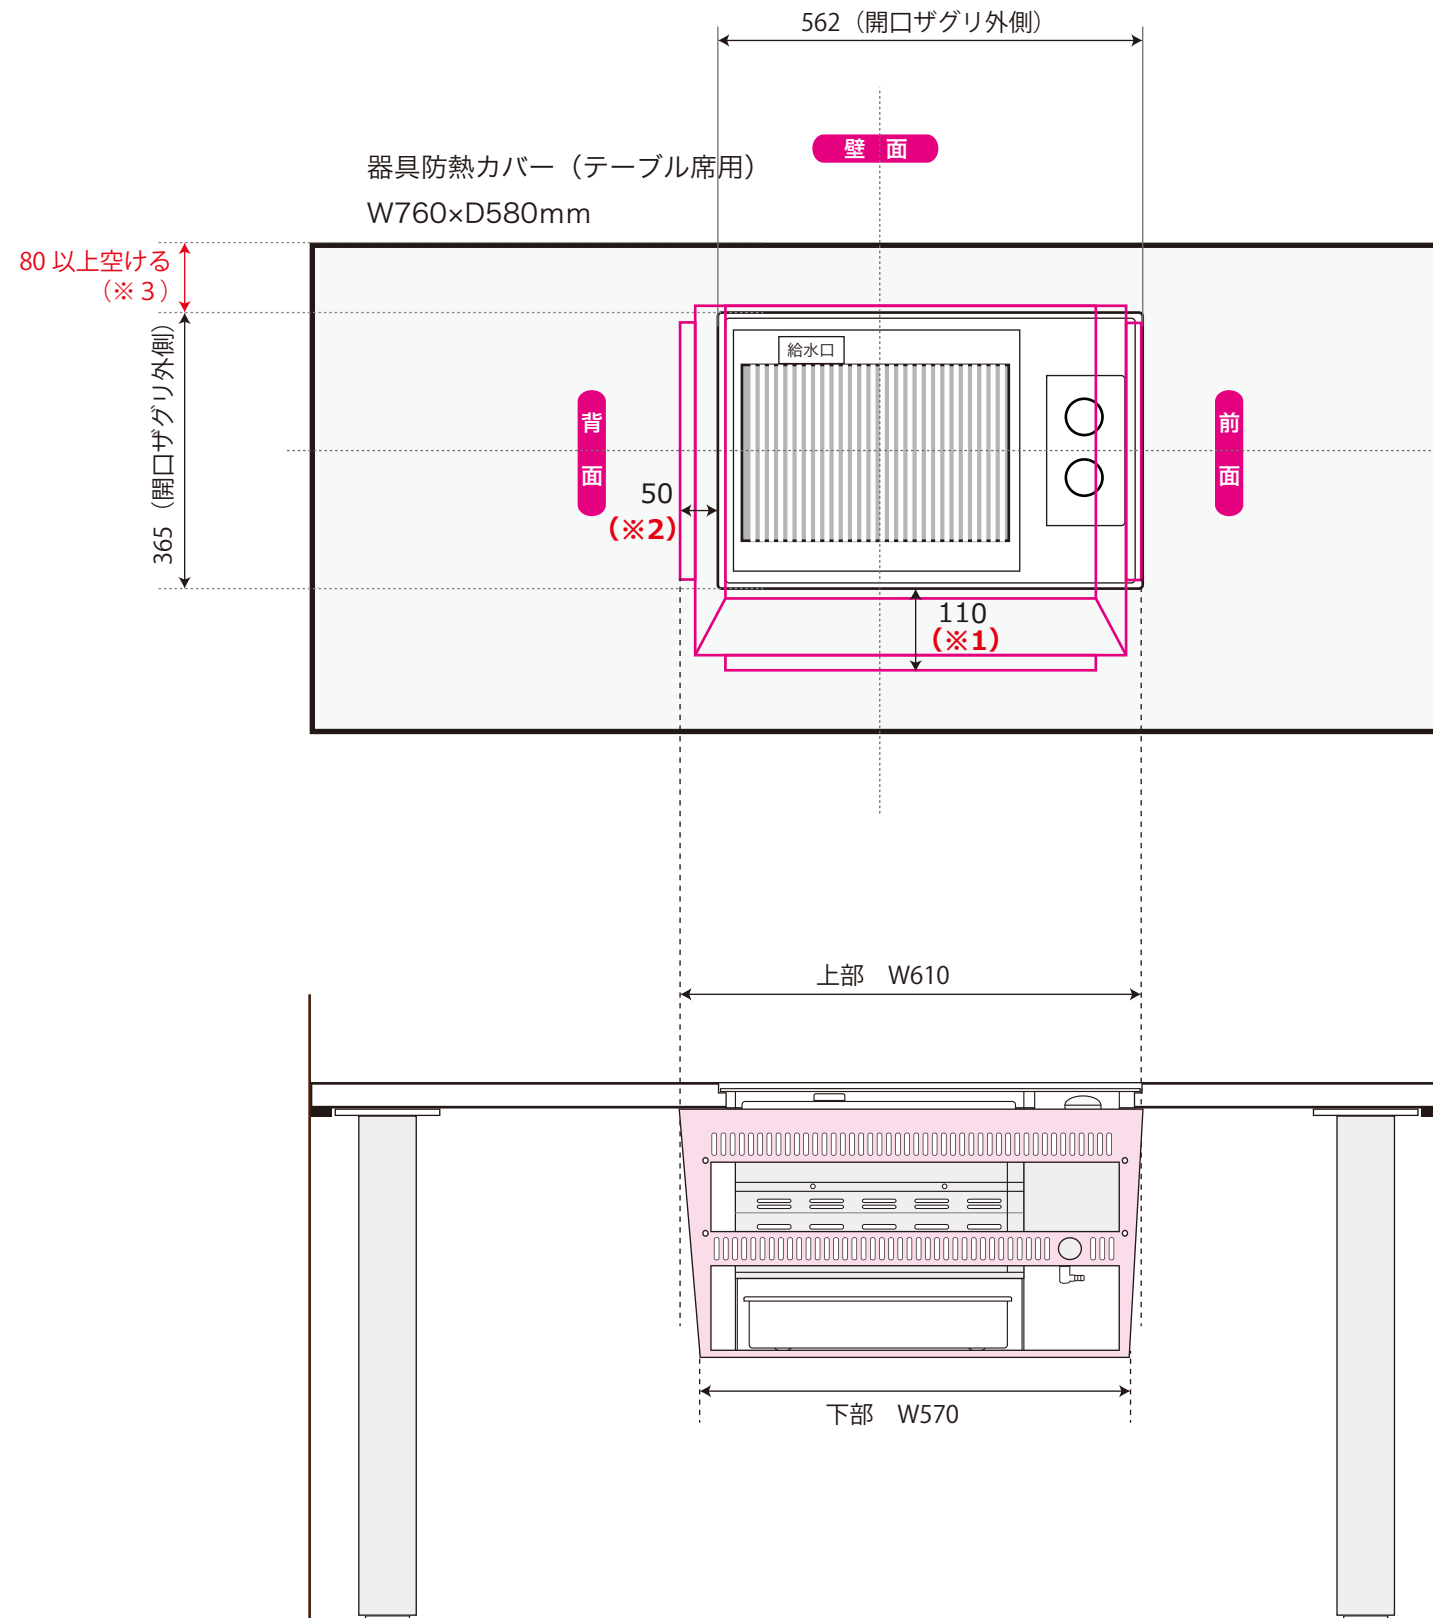 562（開口ザグリ外側）
壁 面
器具防熱カバー（テーブル席用）
W760×D580mm
80 以上空ける
（※３）
365（開口ザグリ外側）
給水口
背面
前面
50
（※2）
110
（※1）
上部　W610
下部　W570